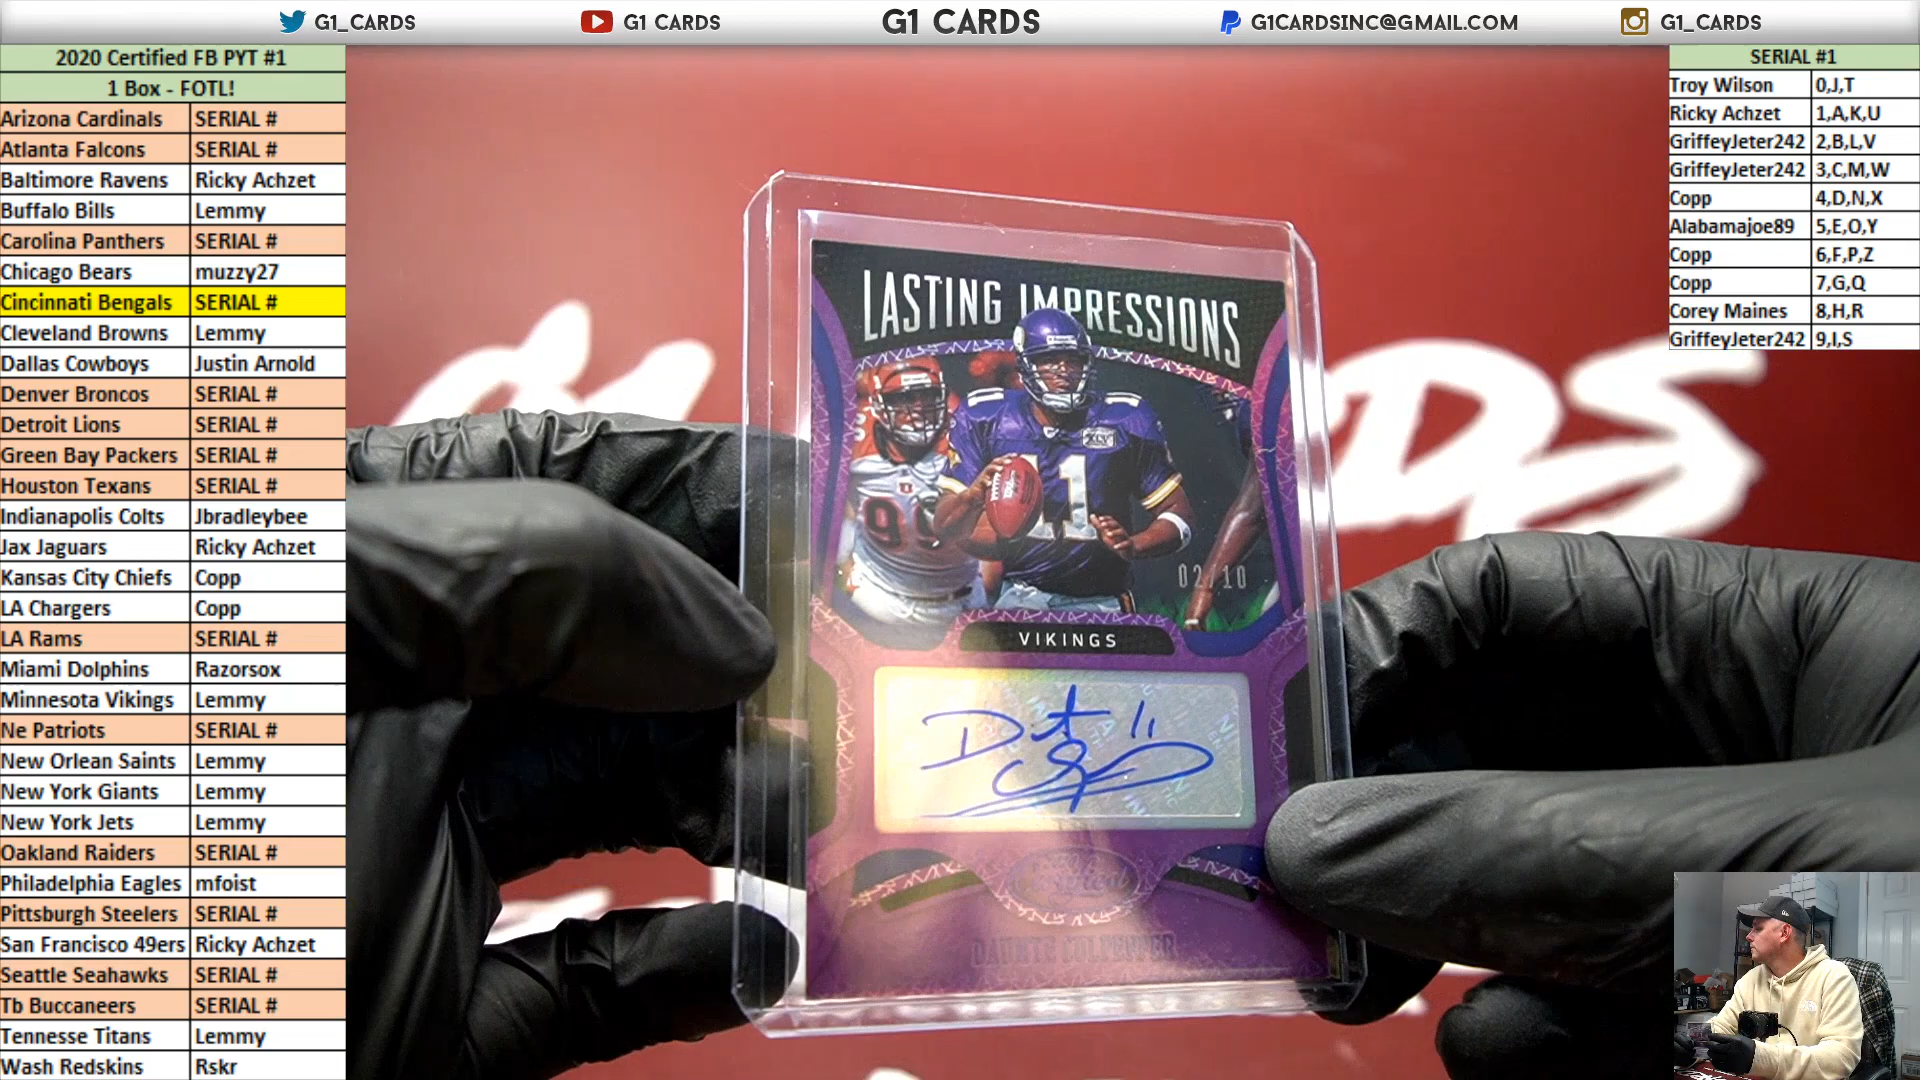 G1_CARDS G1 CARDS G1 CARDS G1CARDSINC@GMAIL.COM G1_CARDS
2020 Certified FB PYT #1
1 Box - FOTL!
Arizona Cardinals SERIAL #
Atlanta Falcons SERIAL #
Baltimore Ravens Ricky Achzet
Buffalo Bills Lemmy
Carolina Panthers SERIAL #
Chicago Bears muzzy27
Cincinnati Bengals SERIAL #
Cleveland Browns Lemmy
Dallas Cowboys Justin Arnold
Denver Broncos SERIAL #
Detroit Lions SERIAL #
Green Bay Packers SERIAL #
Houston Texans SERIAL #
Indianapolis Colts Jbradleybee
Jax Jaguars Ricky Achzet
Kansas City Chiefs Copp
LA Chargers Copp
LA Rams SERIAL #
Miami Dolphins Razorsox
Minnesota Vikings Lemmy
Ne Patriots SERIAL #
New Orlean Saints Lemmy
New York Giants Lemmy
New York Jets Lemmy
Oakland Raiders SERIAL #
Philadelphia Eagles mfoist
Pittsburgh Steelers SERIAL #
San Francisco 49ers Ricky Achzet
Seattle Seahawks SERIAL #
Tb Buccaneers SERIAL #
Tennesse Titans Lemmy
Wash Redskins Rskr
LASTING IMPRESSIONS
11
11
11
XLV
99
02/10
VIKINGS
11
DAUNTE CULPEPPER
SERIAL #1
Troy Wilson 0,J,T
Ricky Achzet 1,A,K,U
GriffeyJeter242 2,B,L,V
GriffeyJeter242 3,C,M,W
Copp 4,D,N,X
Alabamajoe89 5,E,O,Y
Copp 6,F,P,Z
Copp 7,G,Q
Corey Maines 8,H,R
GriffeyJeter242 9,I,S